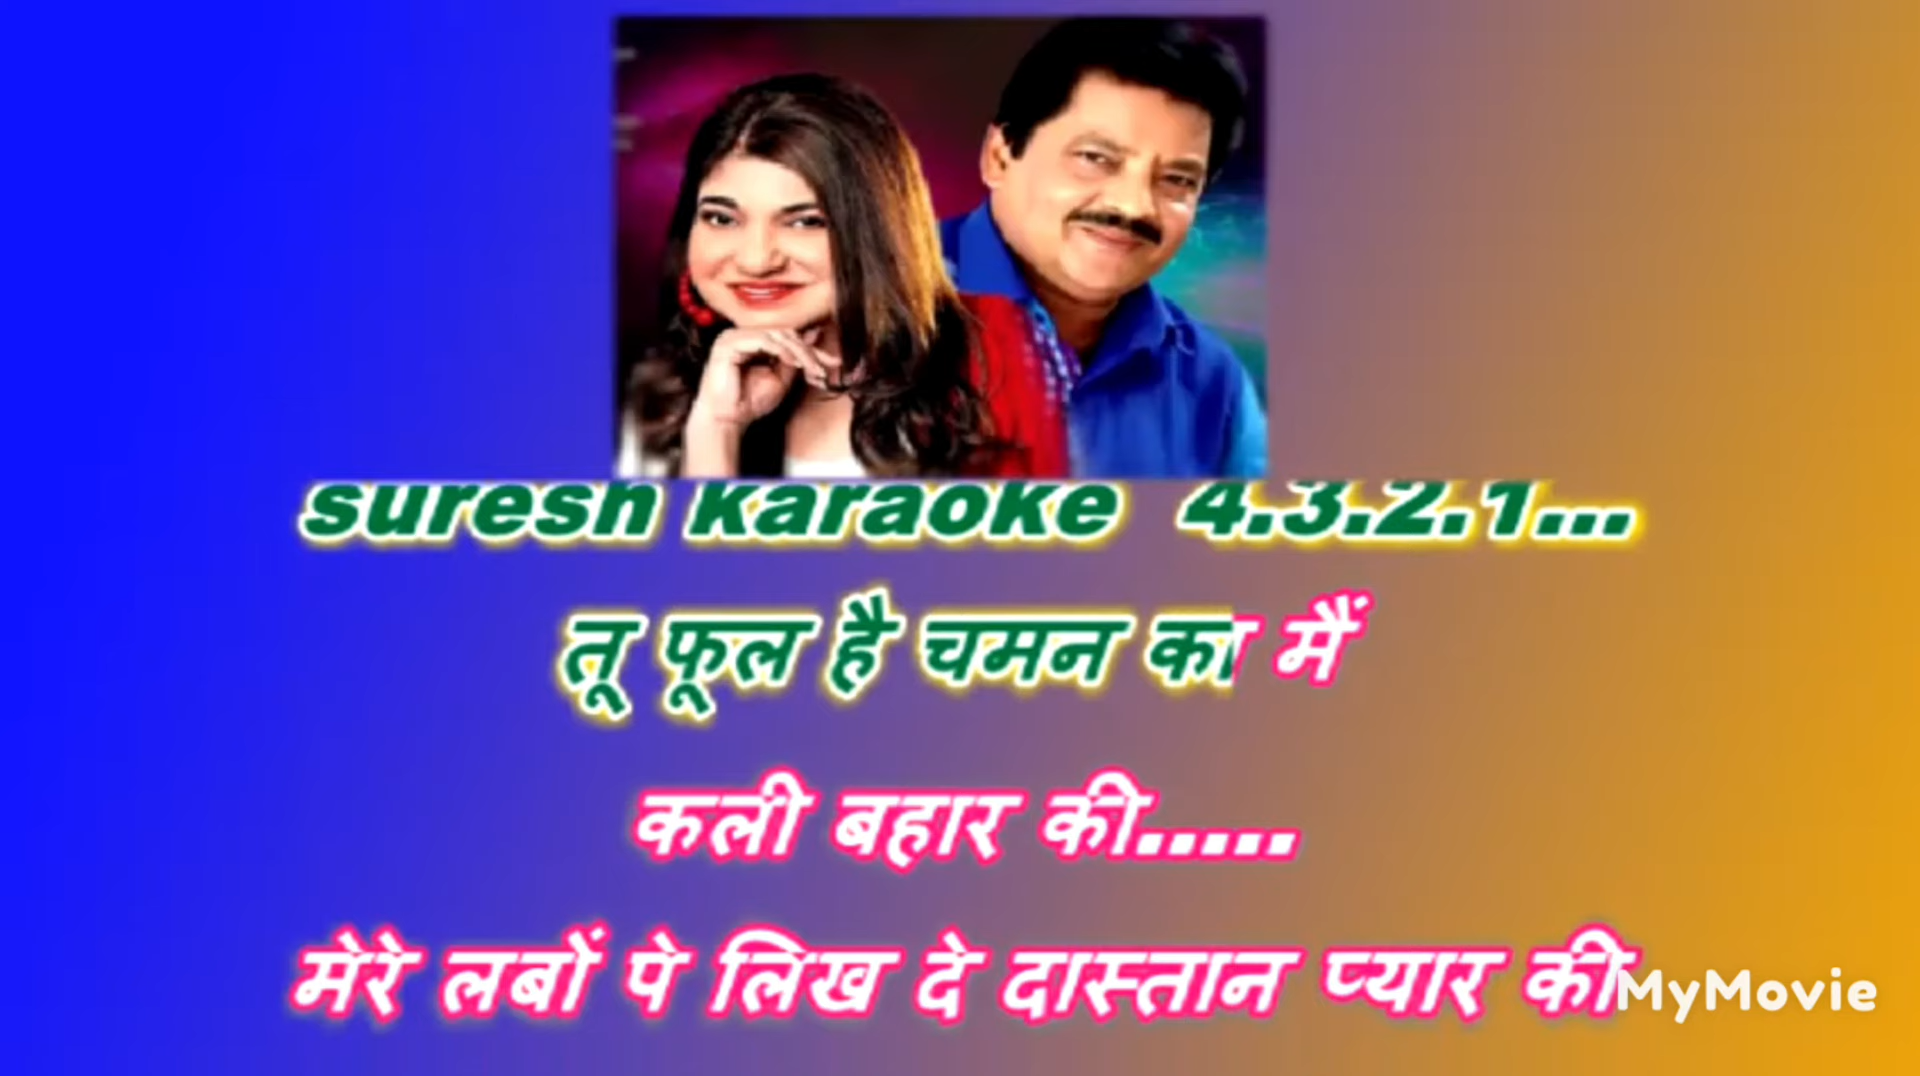 suresh karaoke 4.3.2.1...
तू फूल है चमन का मैं
कली बहार की.....
मेरे लबों पे लिख दे दास्तान प्यार की
MyMovie